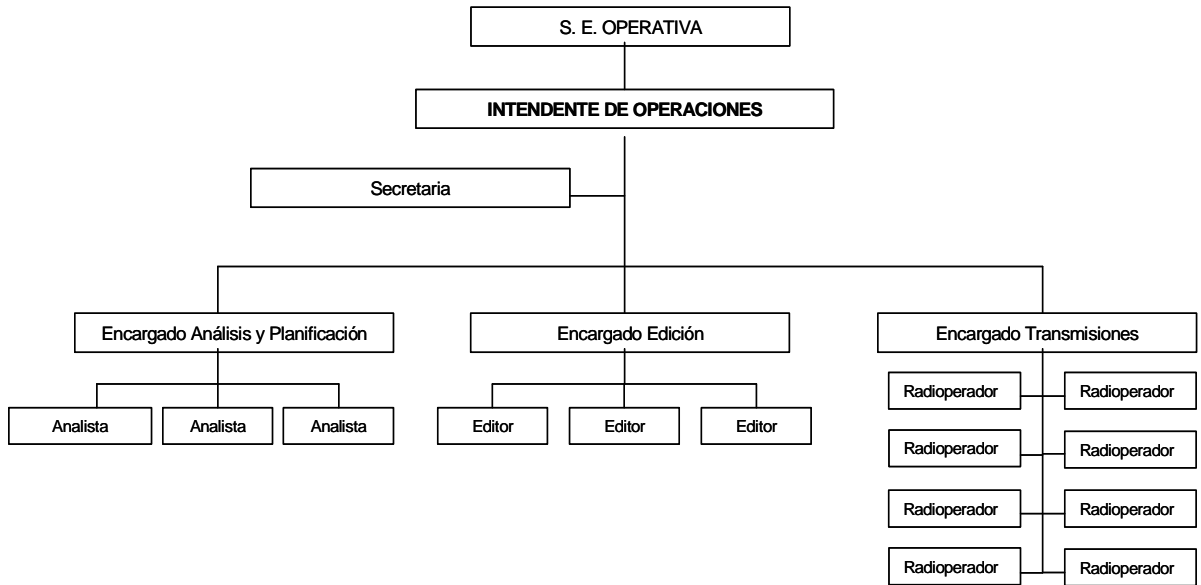 S. E. OPERATIVA
INTENDENTE DE OPERACIONES
Secretaria
Encargado Análisis y Planificación
Encargado Edición
Encargado Transmisiones
Analista
Analista
Analista
Editor
Editor
Editor
Radioperador
Radioperador
Radioperador
Radioperador
Radioperador
Radioperador
Radioperador
Radioperador